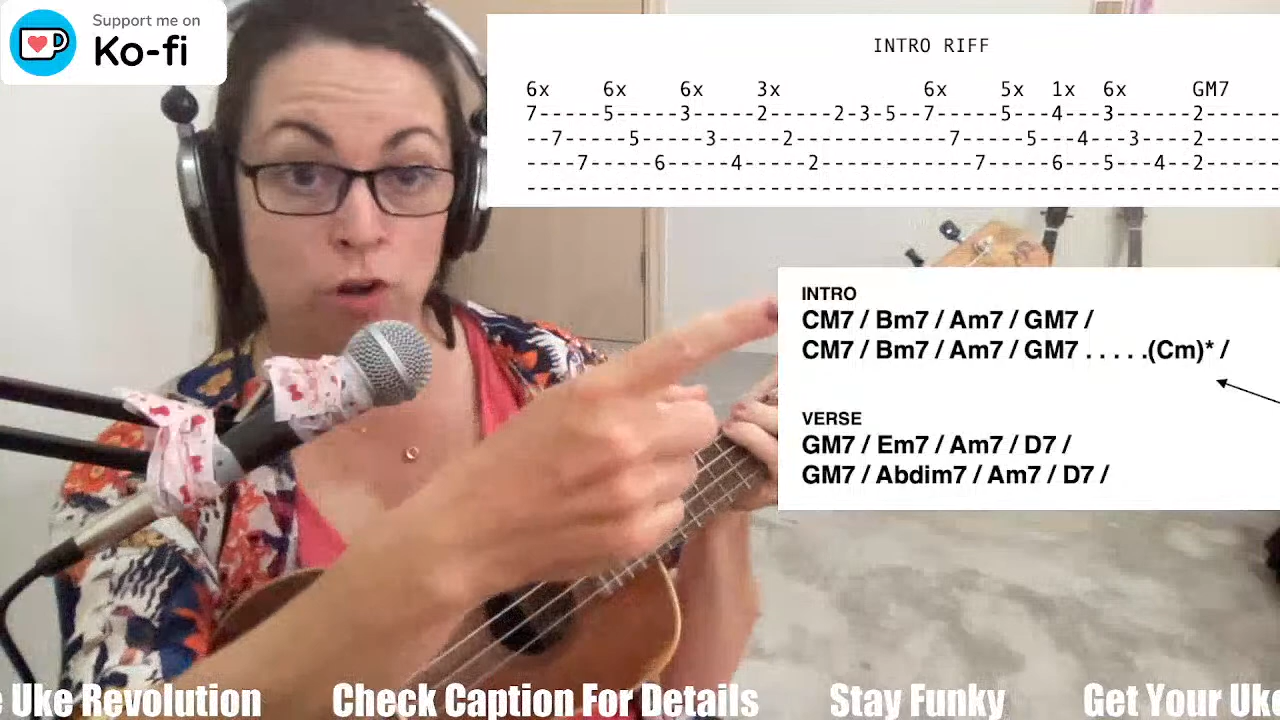 Support me on
Ko-fi
INTRO RIFF
6x 6x 6x 3x 6x 5x 1x 6x GM7
7-----5-----3-----2-----2-3-5--7-----5---4---3------2------
--7-----5-----3-----2------------7-----5---4---3----2------
----7-----6-----4-----2------------7-----6---5---4--2------
-----------------------------------------------------------
INTRO
CM7 / Bm7 / Am7 / GM7 /
CM7 / Bm7 / Am7 / GM7 . . . . .(Cm)* /
VERSE
GM7 / Em7 / Am7 / D7 /
GM7 / Abdim7 / Am7 / D7 /
e Uke Revolution Check Caption For Details Stay Funky Get Your Uke